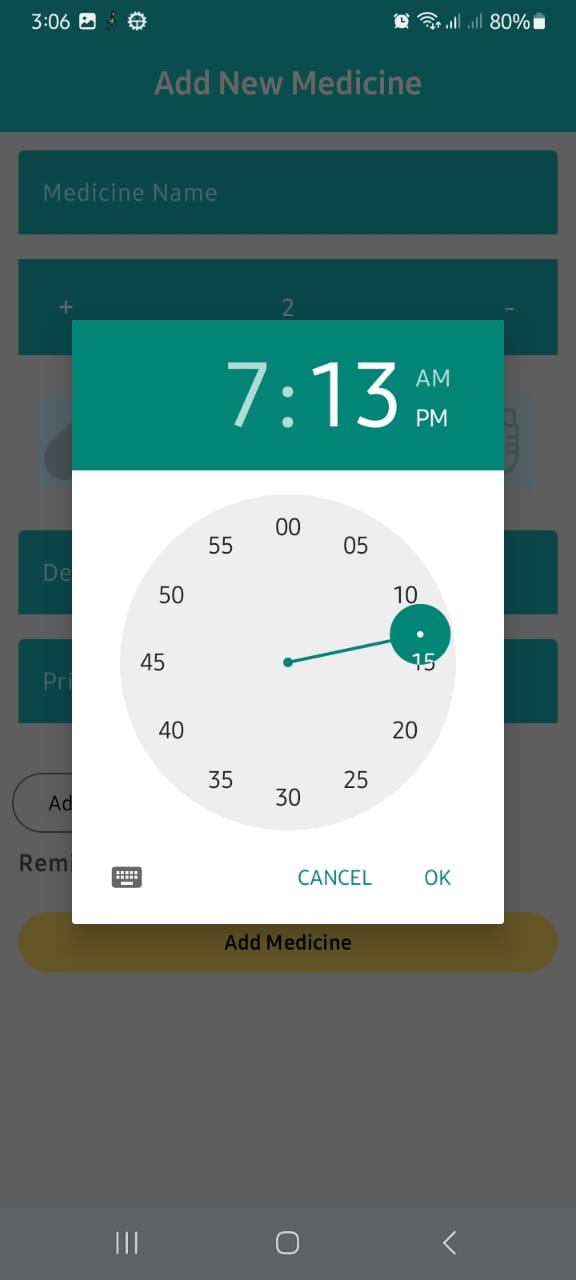 3:06 80%
Add New Medicine
Medicine Name
+ 2 -
7:13 AM
PM
00
55 05
50 10
45 15
40 20
35 25
30
De
Pri
Ad
Remi
CANCEL OK
Add Medicine